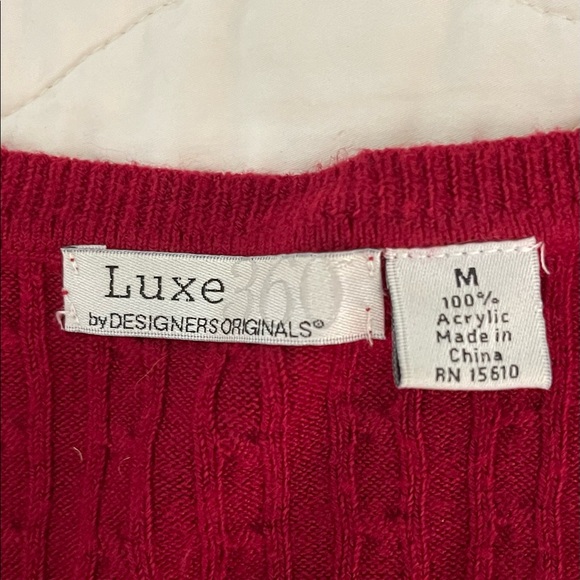 Luxe 360
by DESIGNERS ORIGINALS®
M
100%
Acrylic
Made in
China
RN 15610